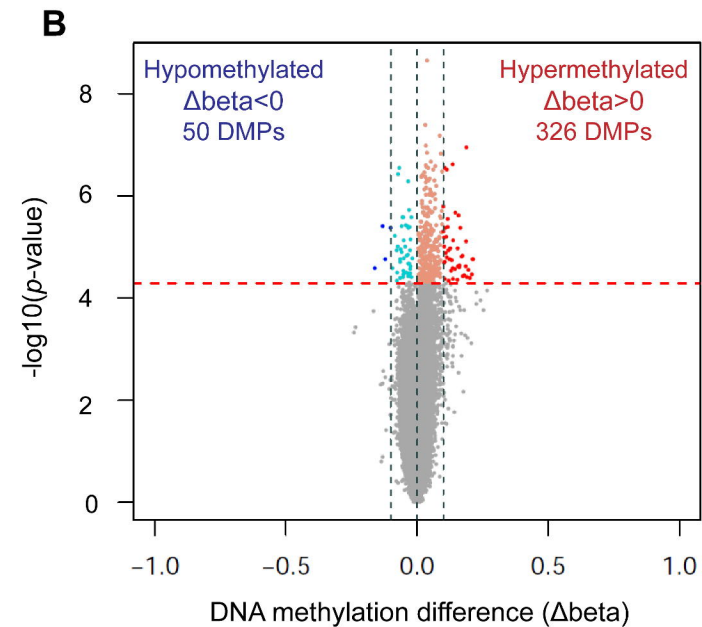 B
Hypomethylated
Δbeta<0
50 DMPs
Hypermethylated
Δbeta>0
326 DMPs
8
6
4
2
0
-log10(p-value)
−1.0
−0.5
0.0
0.5
1.0
DNA methylation difference (Δbeta)